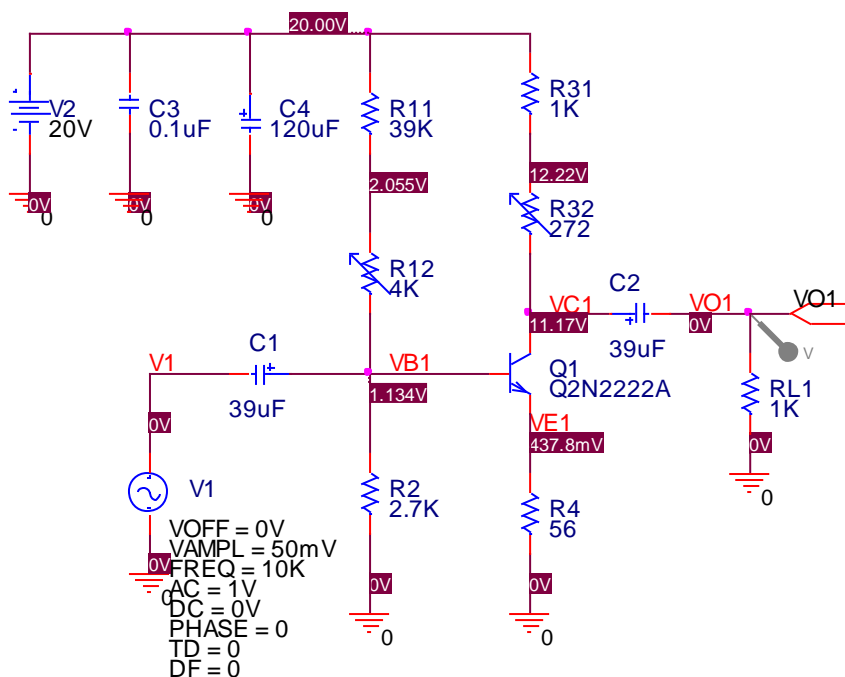 20.00V
V2
20V
C3
0.1uF
C4
120uF
R11
39K
R31
1K
0V
0
0V
0
0V
0
2.055V
12.22V
R12
4K
R32
272
VC1
11.17V
C2
39uF
VO1
0V
VO1
V
V1
C1
39uF
VB1
1.134V
Q1
Q2N2222A
VE1
437.8mV
RL1
1K
0V
0
0V
V1
R2
2.7K
R4
56
VOFF = 0V
VAMPL = 50mV
FREQ = 10K
AC = 1V
DC = 0V
PHASE = 0
TD = 0
DF = 0
0V
0
0V
0
0V
0